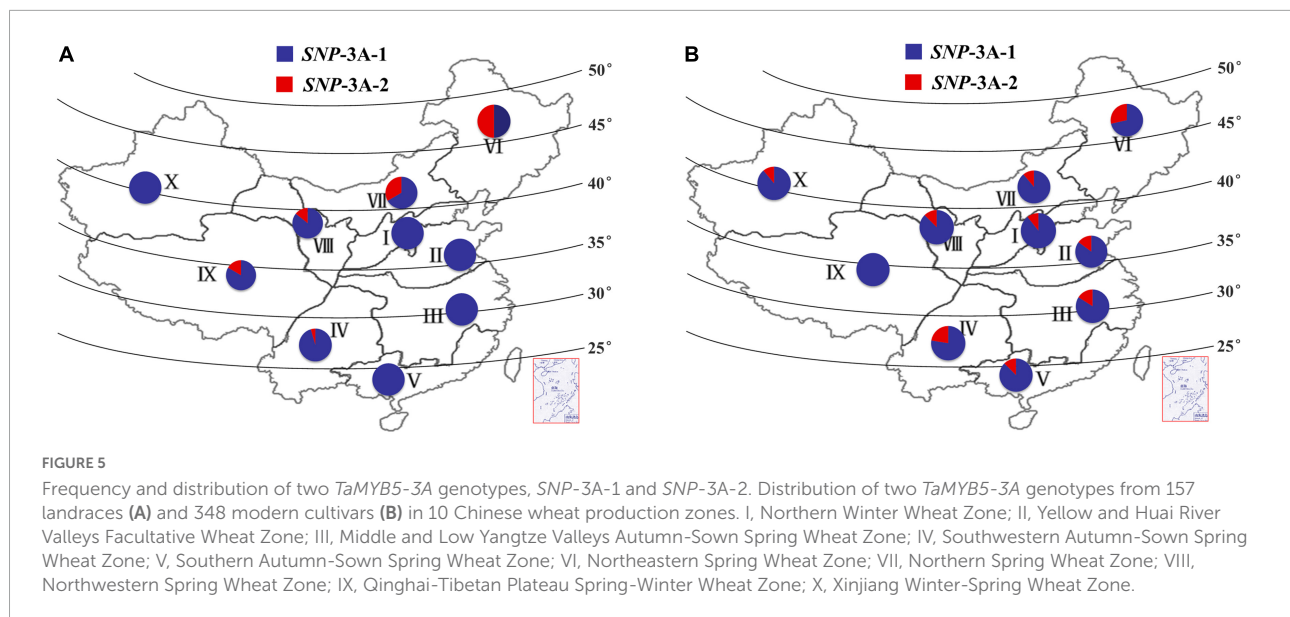 A
SNP-3A-1
SNP-3A-2
50°
45°
40°
35°
30°
25°
VI
X
VII
VIII
I
II
IX
III
IV
V
B
SNP-3A-1
SNP-3A-2
50°
45°
40°
35°
30°
25°
VI
X
VII
VIII
I
II
IX
III
IV
V
FIGURE 5
Frequency and distribution of two TaMYB5-3A genotypes, SNP-3A-1 and SNP-3A-2. Distribution of two TaMYB5-3A genotypes from 157
landraces (A) and 348 modern cultivars (B) in 10 Chinese wheat production zones. I, Northern Winter Wheat Zone; II, Yellow and Huai River
Valleys Facultative Wheat Zone; III, Middle and Low Yangtze Valleys Autumn-Sown Spring Wheat Zone; IV, Southwestern Autumn-Sown Spring
Wheat Zone; V, Southern Autumn-Sown Spring Wheat Zone; VI, Northeastern Spring Wheat Zone; VII, Northern Spring Wheat Zone; VIII,
Northwestern Spring Wheat Zone; IX, Qinghai-Tibetan Plateau Spring-Winter Wheat Zone; X, Xinjiang Winter-Spring Wheat Zone.